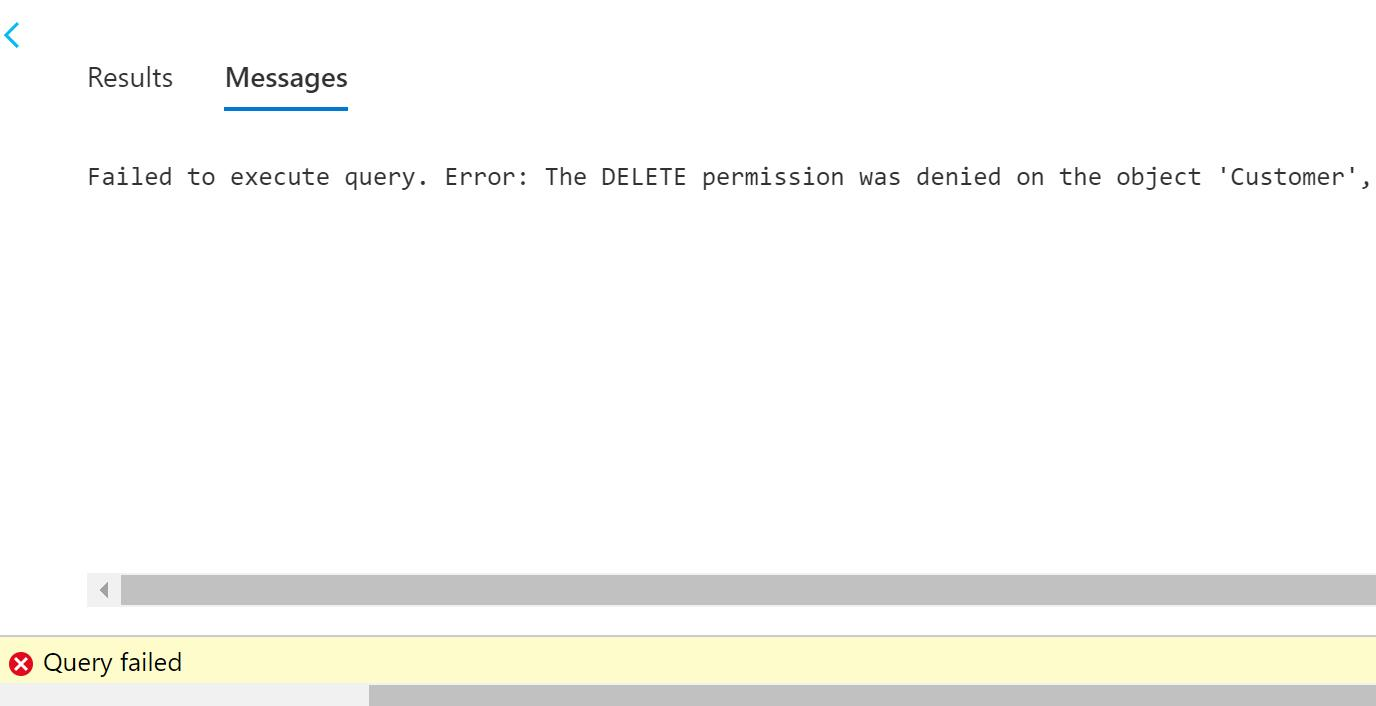 Results
Messages
Failed to execute query. Error: The DELETE permission was denied on the object 'Customer',
Query failed